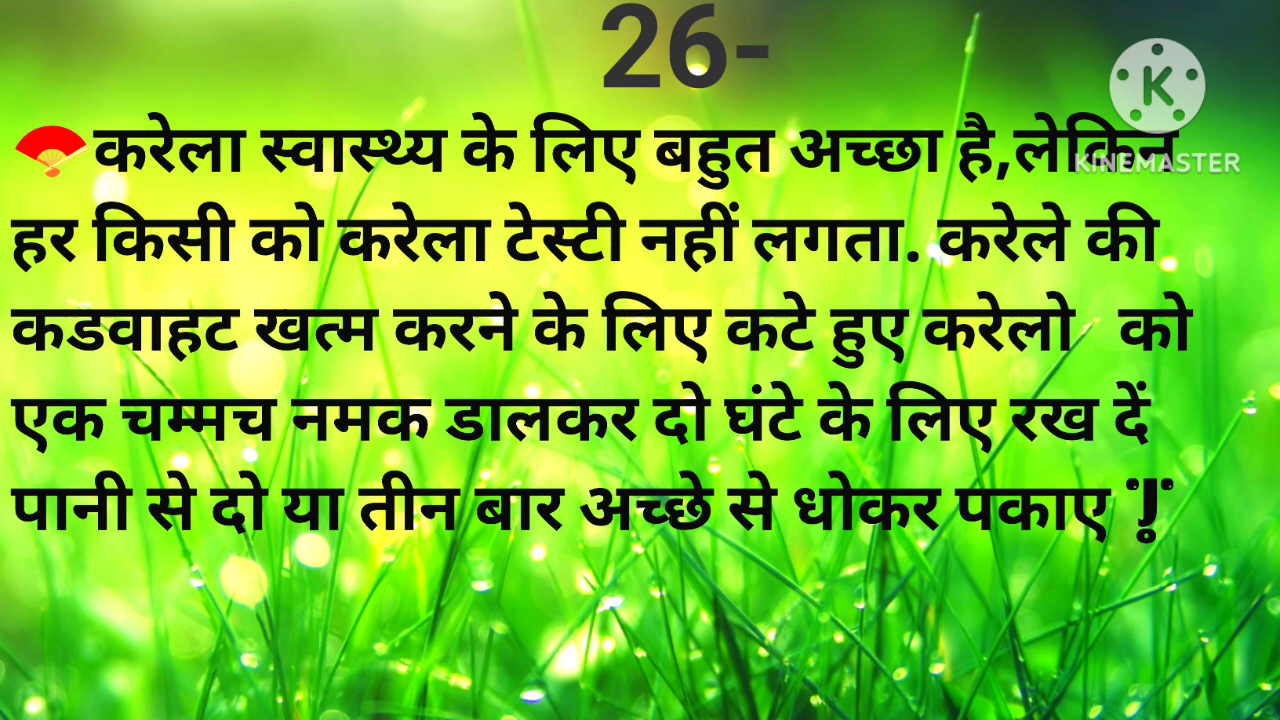 26-
करेला स्वास्थ्य के लिए बहुत अच्छा है,लेकिन
हर किसी को करेला टेस्टी नहीं लगता. करेले की
कडवाहट खत्म करने के लिए कटे हुए करेलो को
एक चम्मच नमक डालकर दो घंटे के लिए रख दें
पानी से दो या तीन बार अच्छे से धोकर पकाए
K
KINEMASTER